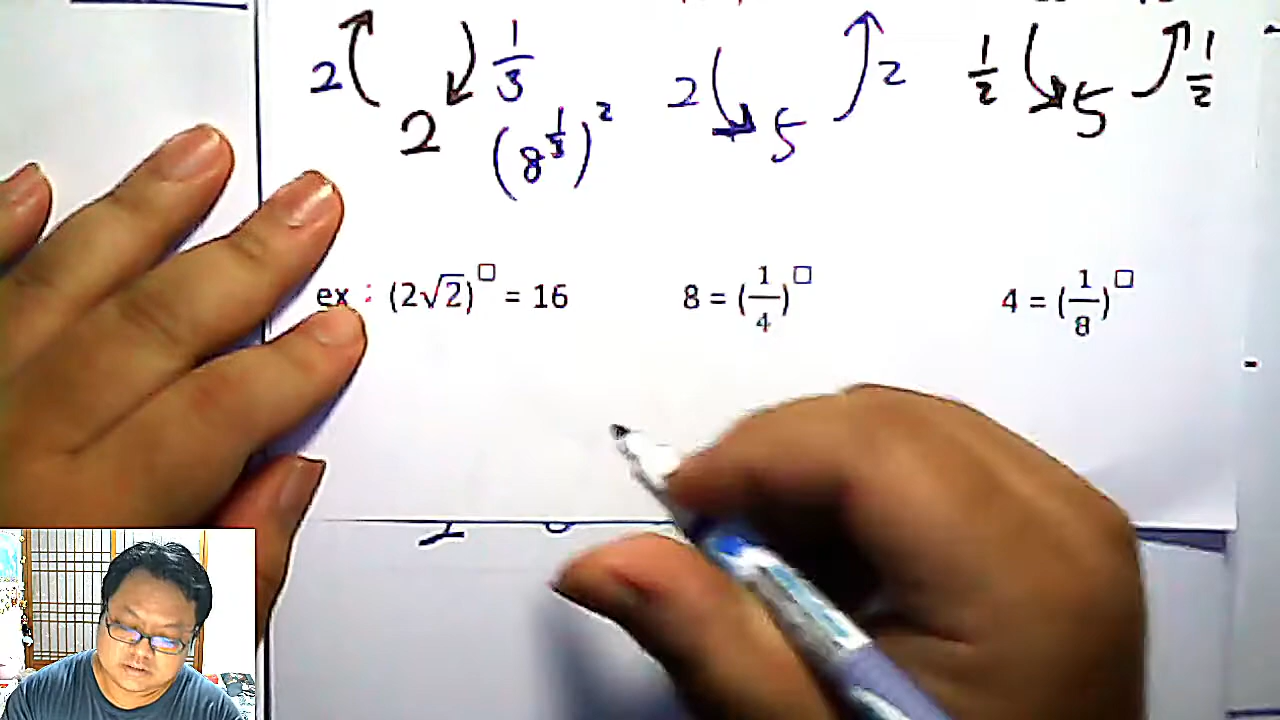 2 1/3 2 2 1/2 1/2
2 5 5
(8^{1/3})^2
ex：(2√2)^□ = 16 8 = (1/4)^□ 4 = (1/8)^□